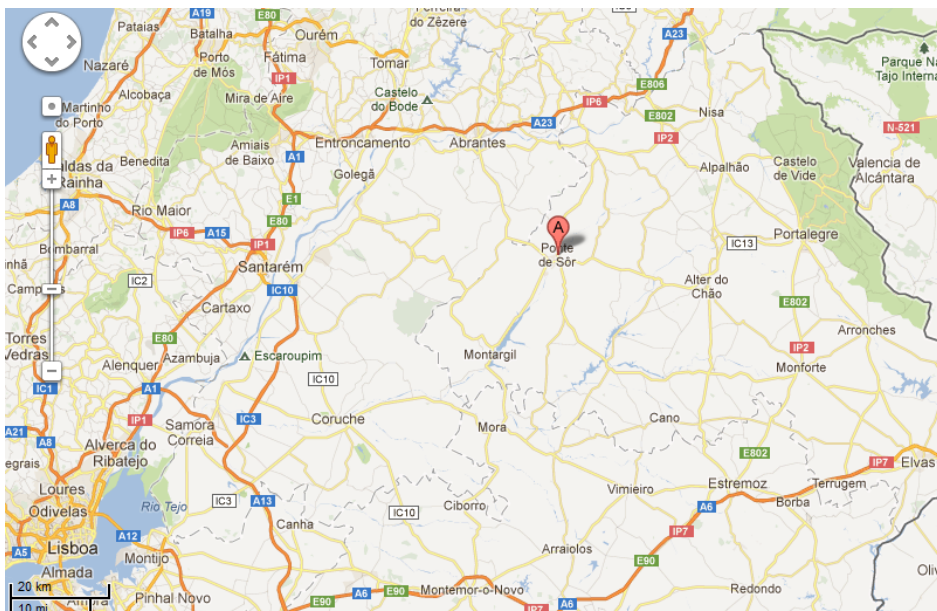 Pataias
A19
E80
Ferreira
do Zêzere
Batalha
Ourém
A23
Nazaré
Porto
de Mós
Fátima
Tomar
Parque Na
Tajo Interna
IP1
E806
Alcobaça
Mira de Aire
Castelo
do Bode
IP6
Nisa
Martinho
do Porto
E802
A23
N-521
Benedita
Amiais
de Baixo
A1
Entroncamento
Abrantes
IP2
Caldas da
Rainha
Golegã
Alpalhão
Castelo
de Vide
Valencia de
Alcántara
A8
E1
Rio Maior
E80
A
IP6
A15
IP1
Portalegre
Bombarral
Ponte
de Sôr
IC13
Santarém
IC2
IC10
Alter do
Chão
Cartaxo
E802
Torres
Vedras
E80
Arronches
Azambuja
Escaroupim
Montargil
IP2
Alenquer
Monforte
IC1
A1
IC10
IP1
IC3
Coruche
Cano
A21
Samora
Correia
Mora
A8
Alverca do
Ribatejo
E802
IP7
Elvas
Loures
Vimieiro
Estremoz
Terrugem
Rio Tejo
IC3
A13
Ciborro
A6
Borba
Odivelas
IC10
Canha
IP7
A12
Lisboa
Arraiolos
A5
Montijo
E90
Almada
20 km
Montemor-o-Novo
Redondo
Pinhal Novo
E90
A6
10 mi
IP7